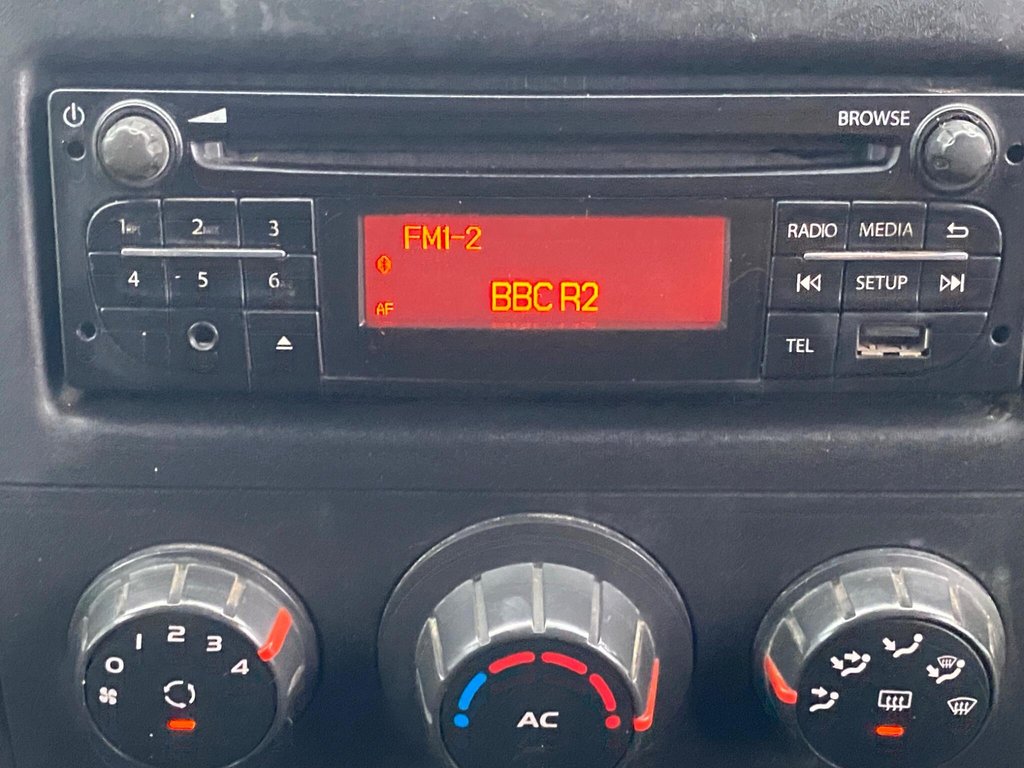 BROWSE
1 2 3
4 5 6
FM1-2
AF
BBC R2
RADIO MEDIA
SETUP
TEL
0 1 2 3 4
AC